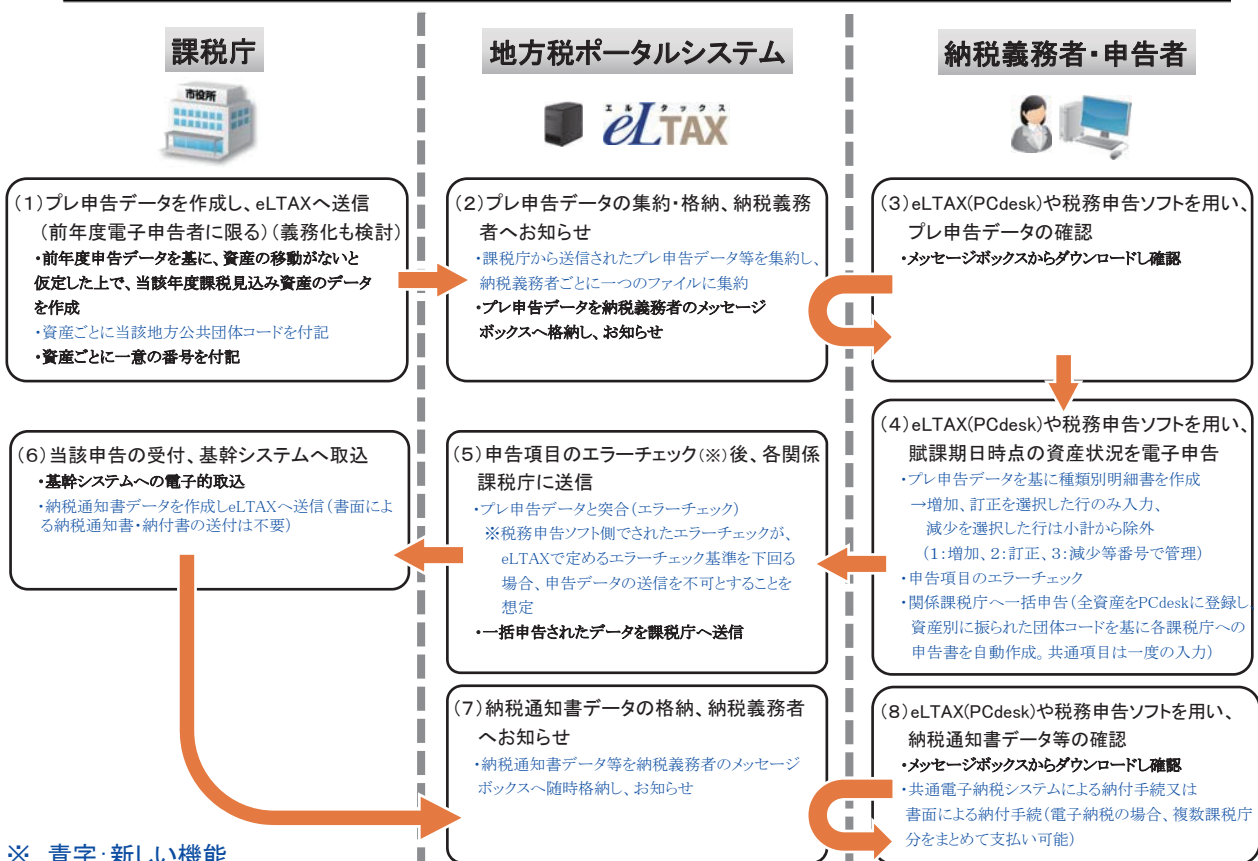 課税庁
市役所
(1)プレ申告データを作成し、eLTAXへ送信
(前年度電子申告者に限る)(義務化も検討)
・前年度申告データを基に、資産の移動がないと
仮定した上で、当該年度課税見込み資産のデータ
を作成
・資産ごとに当該地方公共団体コードを付記
・資産ごとに一意の番号を付記
地方税ポータルシステム
エルタックス
eLTAX
(2)プレ申告データの集約・格納、納税義務
者へお知らせ
・課税庁から送信されたプレ申告データ等を集約し、
納税義務者ごとに一つのファイルに集約
・プレ申告データを納税義務者のメッセージ
ボックスへ格納し、お知らせ
納税義務者・申告者
(3)eLTAX(PCdesk)や税務申告ソフトを用い、
プレ申告データの確認
・メッセージボックスからダウンロードし確認
(4)eLTAX(PCdesk)や税務申告ソフトを用い、
賦課期日時点の資産状況を電子申告
・プレ申告データを基に種類別明細書を作成
→増加、訂正を選択した行のみ入力、
減少を選択した行は小計から除外
(1:増加、2:訂正、3:減少等番号で管理)
・申告項目のエラーチェック
・関係課税庁へ一括申告(全資産をPCdeskに登録し、
資産別に振られた団体コードを基に各課税庁への
申告書を自動作成。共通項目は一度の入力)
(5)申告項目のエラーチェック(※)後、各関係
課税庁に送信
・プレ申告データと突合(エラーチェック)
※税務申告ソフト側でされたエラーチェックが、
eLTAXで定めるエラーチェック基準を下回る
場合、申告データの送信を不可とすることを
想定
・一括申告されたデータを課税庁へ送信
(6)当該申告の受付、基幹システムへ取込
・基幹システムへの電子的取込
・納税通知書データを作成しeLTAXへ送信(書面によ
る納税通知書・納付書の送付は不要)
(7)納税通知書データの格納、納税義務者
へお知らせ
・納税通知書データ等を納税義務者のメッセージ
ボックスへ随時格納し、お知らせ
(8)eLTAX(PCdesk)や税務申告ソフトを用い、
納税通知書データ等の確認
・メッセージボックスからダウンロードし確認
・共通電子納税システムによる納付手続又は
書面による納付手続(電子納税の場合、複数課税庁
分をまとめて支払い可能)
※ 青字:新しい機能